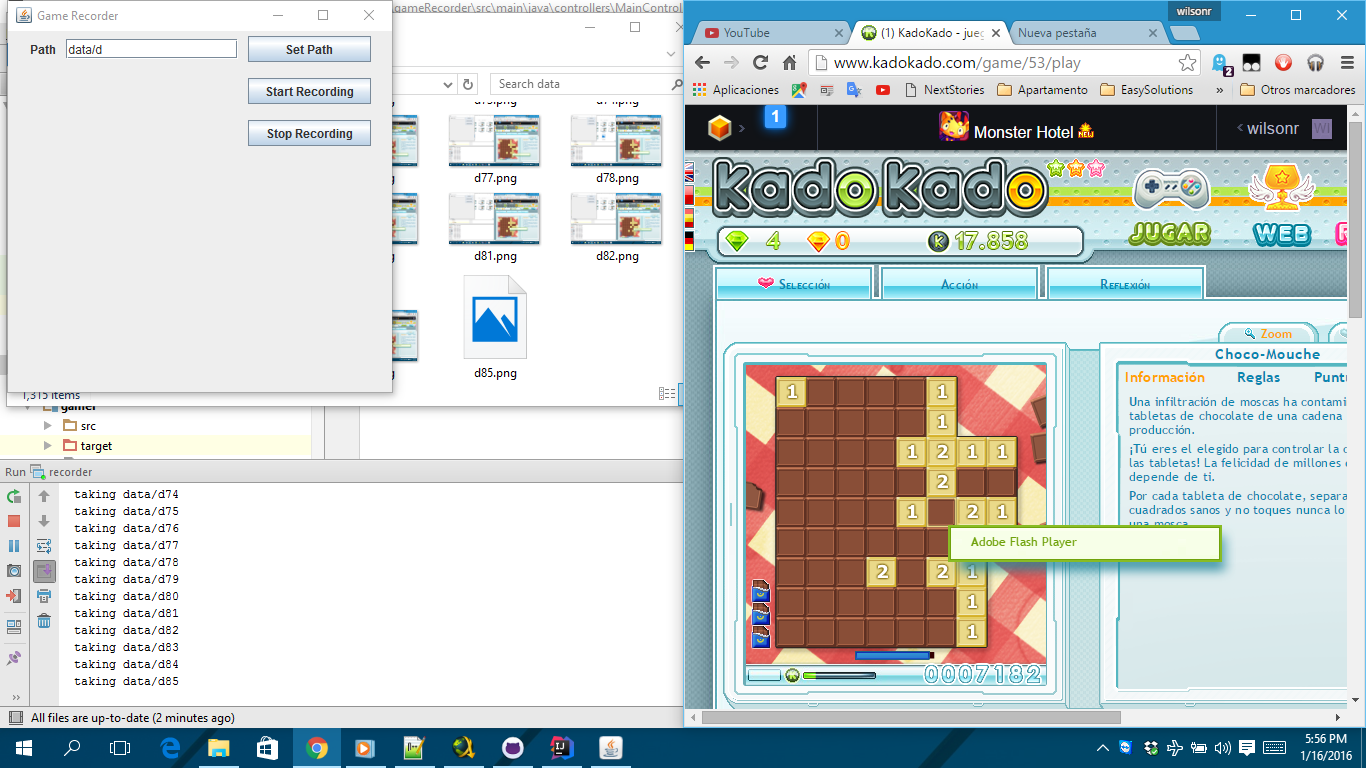 Game Recorder
Path data/d Set Path
Start Recording
Stop Recording
.gameRecorder\src\main\java\controllers\MainControl
Search data
d77.png d78.png
d81.png d82.png
d85.png
1,315 items
src
target
Run recorder
taking data/d74
taking data/d75
taking data/d76
taking data/d77
taking data/d78
taking data/d79
taking data/d80
taking data/d81
taking data/d82
taking data/d83
taking data/d84
taking data/d85
All files are up-to-date (2 minutes ago)
wilsonr
YouTube (1) KadoKado - jueg Nueva pestaña
www.kadokado.com/game/53/play
2
Aplicaciones NextStories Apartamento EasySolutions » Otros marcadores
1 Monster Hotel NEW wilsonr WI
KadoKado
4 0 K 17.858
JUGAR WEB
Selección Acción Reflexión
Zoom
Choco-Mouche
Información Reglas Puntu
Una infiltración de moscas ha contami
tabletas de chocolate de una cadena
producción.
¡Tú eres el elegido para controlar la c
las tabletas! La felicidad de millones
depende de ti.
Por cada tableta de chocolate, separa
cuadrados sanos y no toques nunca lo
una mosca.
Adobe Flash Player
1 1
1
1 2 1 1
2
1 2 1
2 2 1
1
1
0007182
5:56 PM
1/16/2016